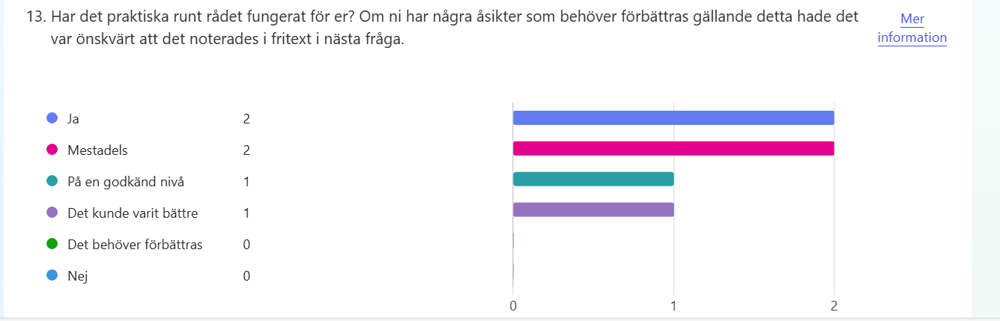 13. Har det praktiska runt rådet fungerat för er? Om ni har några åsikter som behöver förbättras gällande detta hade det
var önskvärt att det noterades i fritext i nästa fråga.
Mer
information
Ja 2
Mestadels 2
På en godkänd nivå 1
Det kunde varit bättre 1
Det behöver förbättras 0
Nej 0
0 1 2